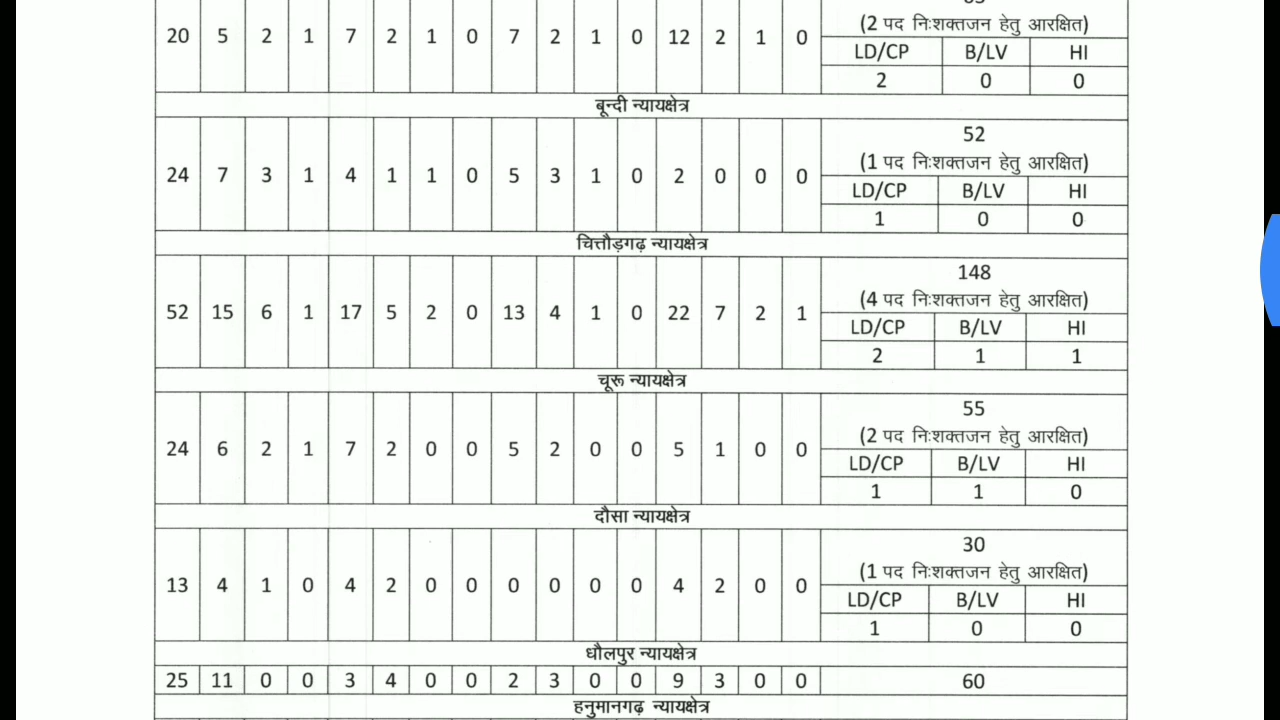 20 5 2 1 7 2 1 0 7 2 1 0 12 2 1 0
(2 पद निःशक्तजन हेतु आरक्षित)
LD/CP B/LV HI
2 0 0
बून्दी न्यायक्षेत्र
24 7 3 1 4 1 1 0 5 3 1 0 2 0 0 0
52
(1 पद निःशक्तजन हेतु आरक्षित)
LD/CP B/LV HI
1 0 0
चित्तौड़गढ़ न्यायक्षेत्र
52 15 6 1 17 5 2 0 13 4 1 0 22 7 2 1
148
(4 पद निःशक्तजन हेतु आरक्षित)
LD/CP B/LV HI
2 1 1
चूरू न्यायक्षेत्र
24 6 2 1 7 2 0 0 5 2 0 0 5 1 0 0
55
(2 पद निःशक्तजन हेतु आरक्षित)
LD/CP B/LV HI
1 1 0
दौसा न्यायक्षेत्र
13 4 1 0 4 2 0 0 0 0 0 0 4 2 0 0
30
(1 पद निःशक्तजन हेतु आरक्षित)
LD/CP B/LV HI
1 0 0
धौलपुर न्यायक्षेत्र
25 11 0 0 3 4 0 0 2 3 0 0 9 3 0 0 60
हनुमानगढ़ न्यायक्षेत्र